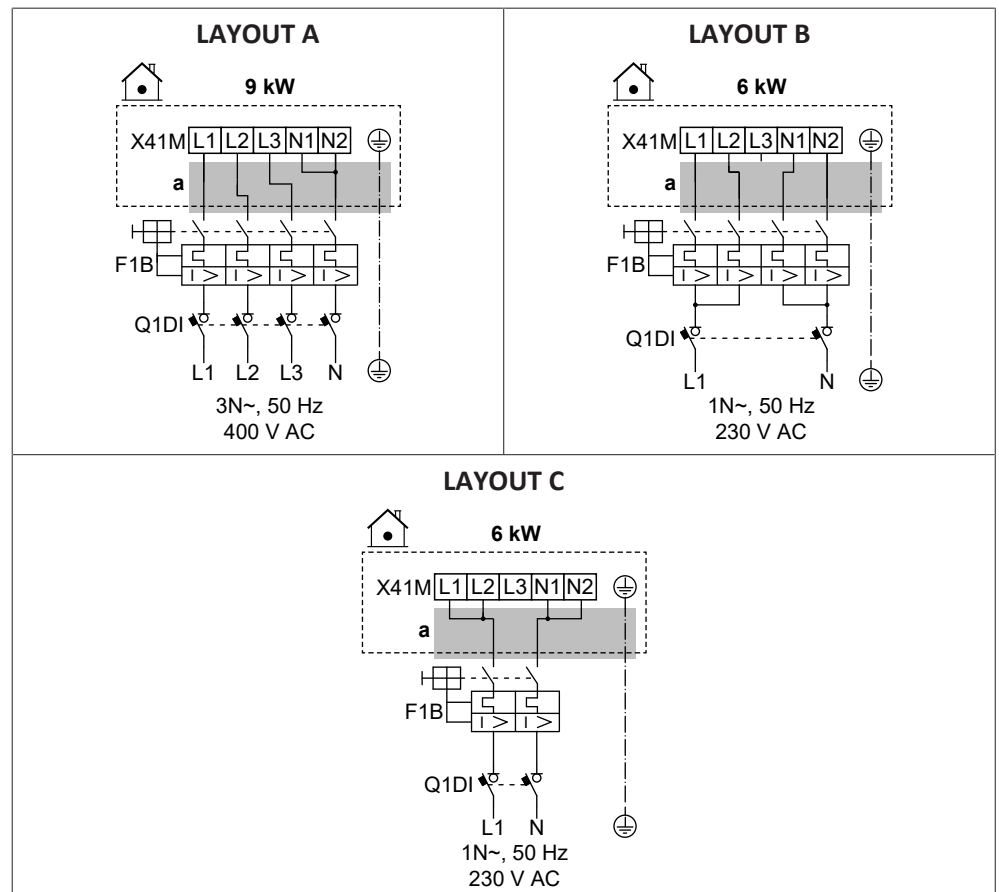 LAYOUT A
9 kW
X41M L1 L2 L3 N1 N2
a
F1B
I > I > I > I >
Q1DI
L1 L2 L3 N
3N~, 50 Hz
400 V AC
LAYOUT B
6 kW
X41M L1 L2 L3 N1 N2
a
F1B
I > I > I > I >
Q1DI
L1 N
1N~, 50 Hz
230 V AC
LAYOUT C
6 kW
X41M L1 L2 L3 N1 N2
a
F1B
I > I >
Q1DI
L1 N
1N~, 50 Hz
230 V AC